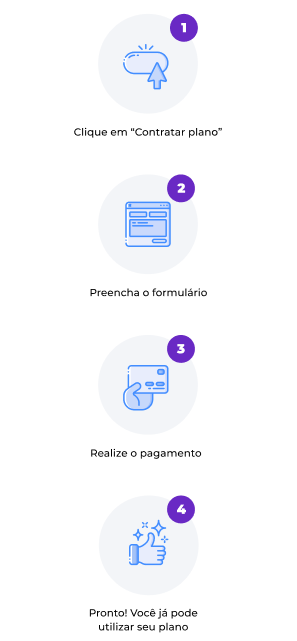 1
Clique em “Contratar plano”
2
Preencha o formulário
3
Realize o pagamento
4
Pronto! Você já pode
utilizar seu plano